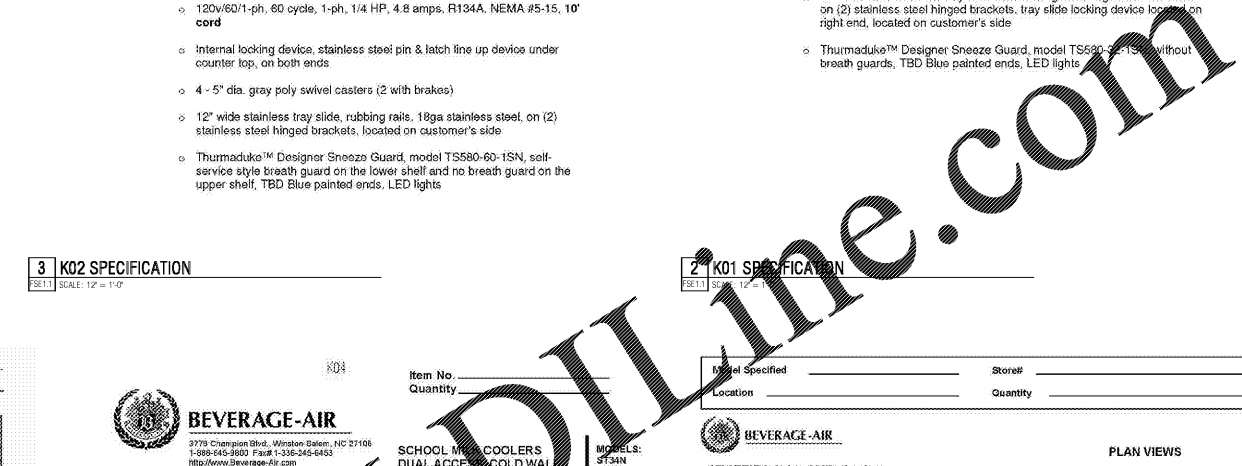 120v/60/1-ph, 60 cycle, 1-ph, 1/4 HP, 4.8 amps, R134A, NEMA #5-15, 10'
cord
Internal locking device, stainless steel pin & latch line up device under
counter top, on both ends
4 - 5" dia. gray poly swivel casters (2 with brakes)
12" wide stainless tray slide, rubbing rails, 18ga stainless steel, on (2)
stainless steel hinged brackets, located on customer's side
Thurmaduke™ Designer Sneeze Guard, model TS580-60-1SN, self-
service style breath guard on the lower shelf and no breath guard on the
upper shelf, TBD Blue painted ends, LED lights
on (2) stainless steel hinged brackets, tray slide locking device located on
right end, located on customer's side
Thurmaduke™ Designer Sneeze Guard, model without
breath guards, TBD Blue painted ends, LED lights
3 K02 SPECIFICATION
FSE1.1 SCALE: 12" = 1'-0"
2 K01 SPECIFICATION
FSE1.1 SCALE: 12" =
K04
Item No.
Quantity
BEVERAGE-AIR
3779 Champion Blvd., Winston-Salem, NC 27105
1-888-645-9800 Fax# 1-336-245-6453
http://www.Beverage-Air.com
SCHOOL MILK COOLERS
DUAL ACCESS COLD WALL
MODELS:
ST34N
Model Specified
Store#
Location
Quantity
BEVERAGE-AIR
PLAN VIEWS
DILine.com